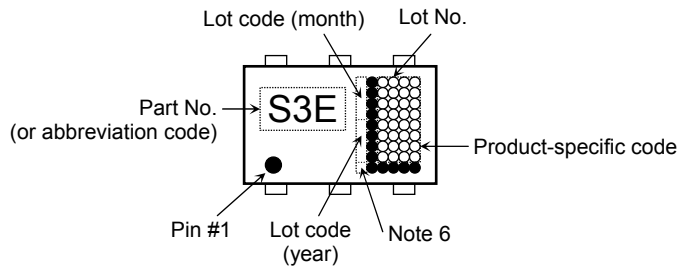 Lot code (month)
Lot No.
Part No.
(or abbreviation code)
S3E
Product-specific code
Pin #1
Lot code
(year)
Note 6